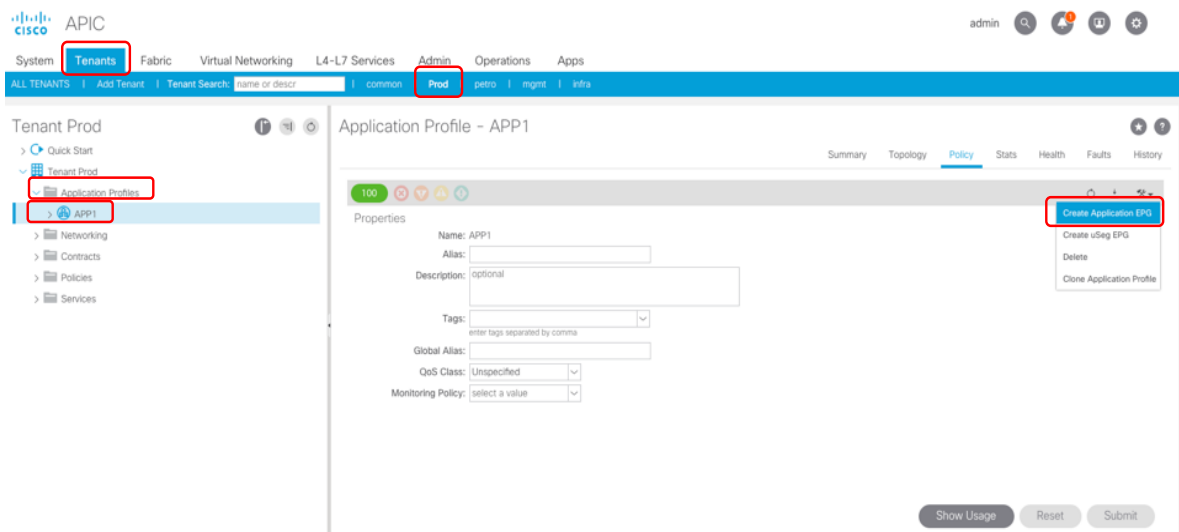 cisco APIC admin 1
System Tenants Fabric Virtual Networking L4-L7 Services Admin Operations Apps
ALL TENANTS | Add Tenant | Tenant Search: name or descr | common Prod petro | mgmt | infra
Tenant Prod
Quick Start
Tenant Prod
Application Profiles
APP1
Networking
Contracts
Policies
Services
Application Profile - APP1
Summary Topology Policy Stats Health Faults History
100
Properties
Name: APP1
Alias:
Description: optional
Tags:
enter tags separated by comma
Global Alias:
QoS Class: Unspecified
Monitoring Policy: select a value
Create Application EPG
Create uSeg EPG
Delete
Clone Application Profile
Show Usage Reset Submit